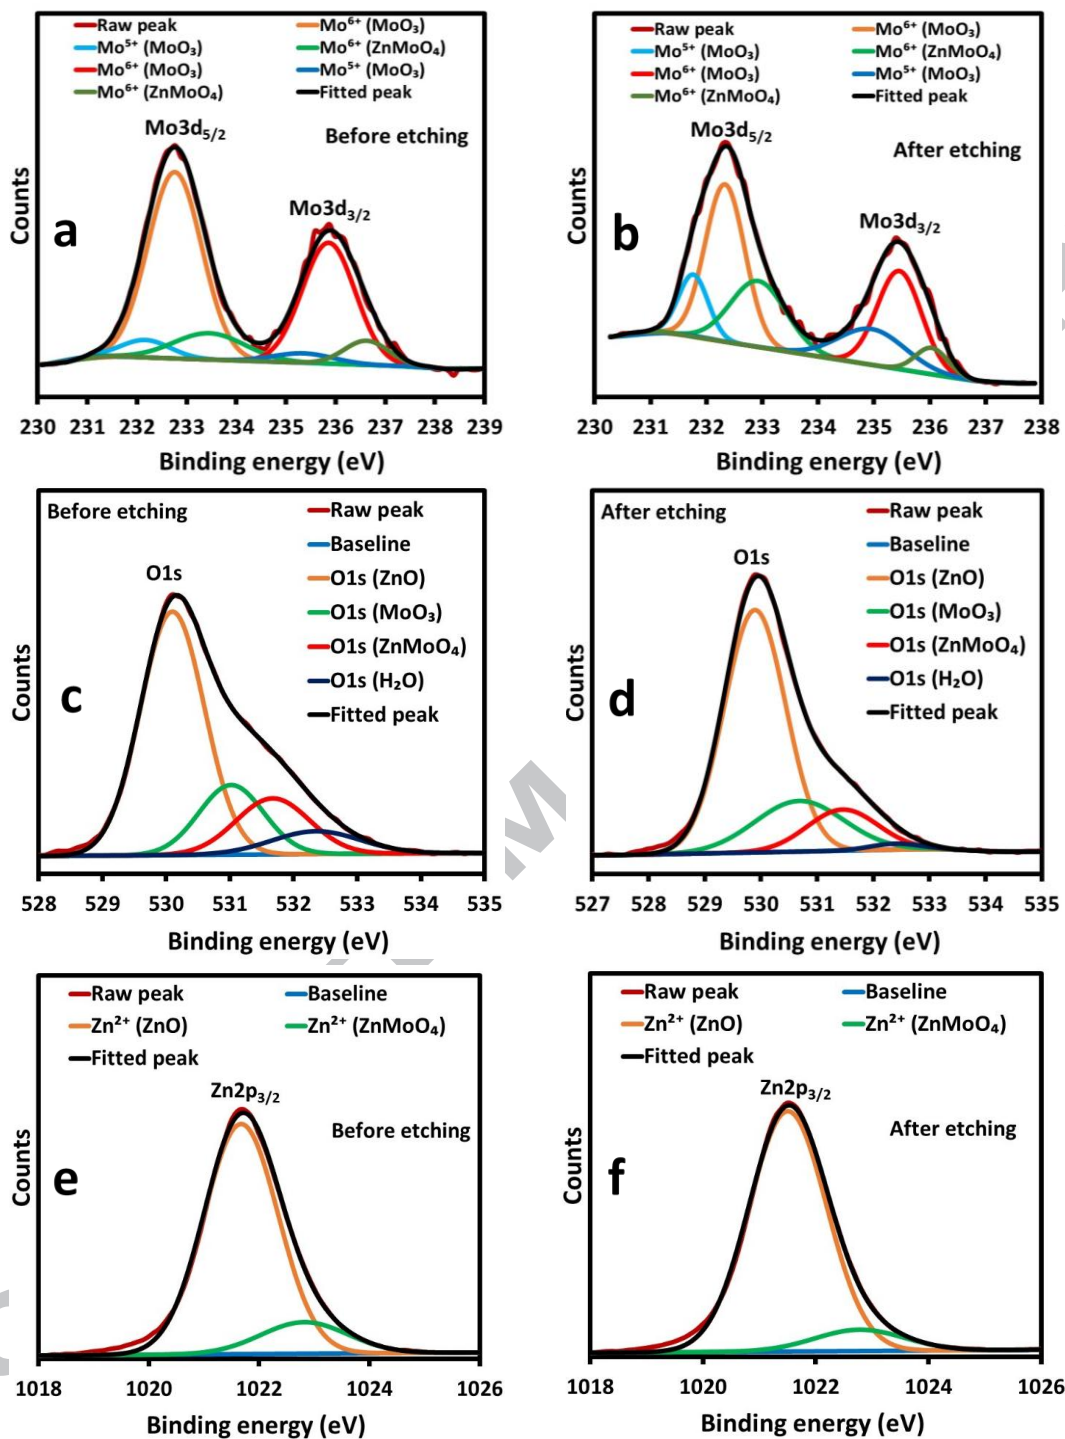 Raw peak
Mo⁶⁺ (MoO₃)
Mo⁵⁺ (MoO₃)
Mo⁶⁺ (ZnMoO₄)
Mo⁶⁺ (MoO₃)
Mo⁵⁺ (MoO₃)
Mo⁶⁺ (ZnMoO₄)
Fitted peak
Mo3d₅/₂
Before etching
Mo3d₃/₂
a
Counts
230 231 232 233 234 235 236 237 238 239
Binding energy (eV)
Raw peak
Mo⁶⁺ (MoO₃)
Mo⁵⁺ (MoO₃)
Mo⁶⁺ (ZnMoO₄)
Mo⁶⁺ (MoO₃)
Mo⁵⁺ (MoO₃)
Mo⁶⁺ (ZnMoO₄)
Fitted peak
Mo3d₅/₂
After etching
Mo3d₃/₂
b
Counts
230 231 232 233 234 235 236 237 238
Binding energy (eV)
Before etching
Raw peak
Baseline
O1s (ZnO)
O1s (MoO₃)
O1s (ZnMoO₄)
O1s (H₂O)
Fitted peak
O1s
c
Counts
528 529 530 531 532 533 534 535
Binding energy (eV)
After etching
Raw peak
Baseline
O1s (ZnO)
O1s (MoO₃)
O1s (ZnMoO₄)
O1s (H₂O)
Fitted peak
O1s
d
Counts
527 528 529 530 531 532 533 534 535
Binding energy (eV)
M
Raw peak
Baseline
Zn²⁺ (ZnO)
Zn²⁺ (ZnMoO₄)
Fitted peak
Zn2p₃/₂
Before etching
e
Counts
1018 1020 1022 1024 1026
Binding energy (eV)
Raw peak
Baseline
Zn²⁺ (ZnO)
Zn²⁺ (ZnMoO₄)
Fitted peak
Zn2p₃/₂
After etching
f
Counts
1018 1020 1022 1024 1026
Binding energy (eV)